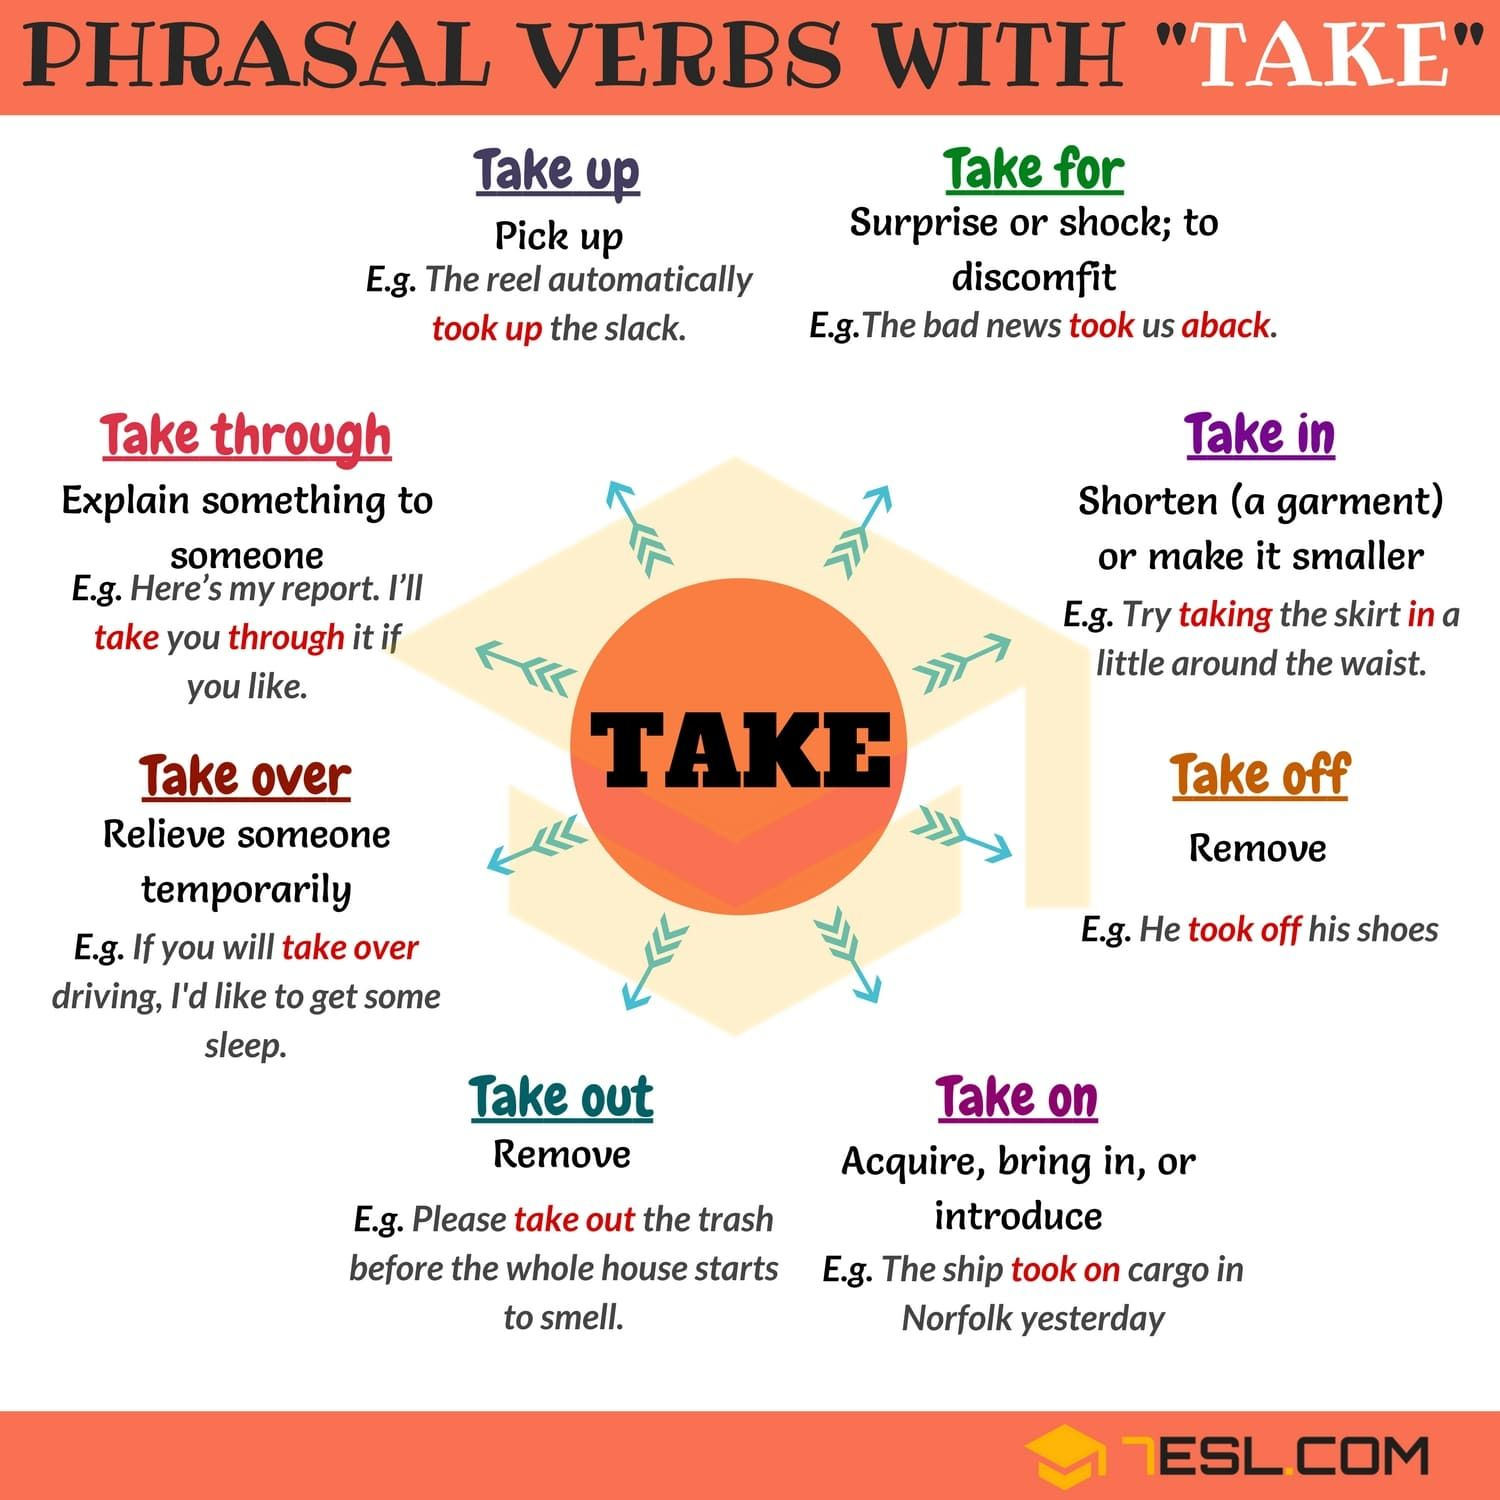 PHRASAL VERBS WITH "TAKE"
Take up
Pick up
E.g. The reel automatically
took up the slack.
Take for
Surprise or shock; to
discomfit
E.g.The bad news took us aback.
Take through
Explain something to
someone
E.g. Here's my report. I'll
take you through it if
you like.
Take in
Shorten (a garment)
or make it smaller
E.g. Try taking the skirt in a
little around the waist.
TAKE
Take over
Relieve someone
temporarily
E.g. If you will take over
driving, I'd like to get some
sleep.
Take off
Remove
E.g. He took off his shoes
Take out
Remove
E.g. Please take out the trash
before the whole house starts
to smell.
Take on
Acquire, bring in, or
introduce
E.g. The ship took on cargo in
Norfolk yesterday
7ESL.COM